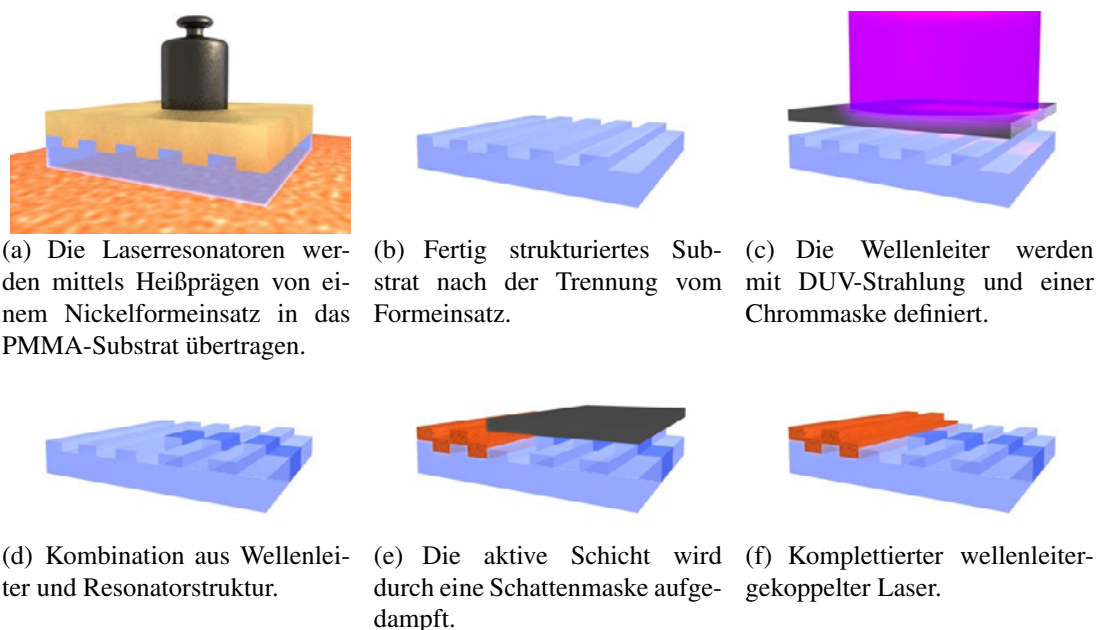 (a) Die Laserresonatoren wer-
den mittels Heißprägen von ei-
nem Nickelformeinsatz in das
PMMA-Substrat übertragen.
(b) Fertig strukturiertes Sub-
strat nach der Trennung vom
Formeinsatz.
(c) Die Wellenleiter werden
mit DUV-Strahlung und einer
Chrommaske definiert.
(d) Kombination aus Wellenlei-
ter und Resonatorstruktur.
(e) Die aktive Schicht wird
durch eine Schattenmaske aufge-
dampft.
(f) Komplettierter wellenleiter-
gekoppelter Laser.